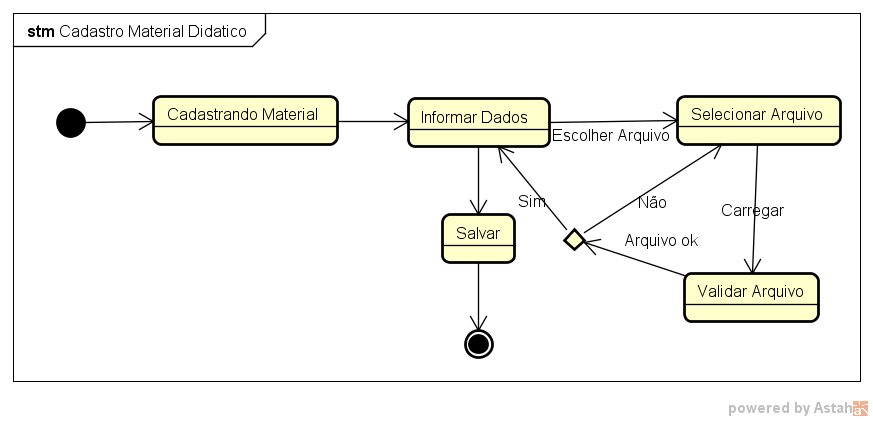 stm Cadastro Material Didatico
Cadastrando Material
Informar Dados
Selecionar Arquivo
Escolher Arquivo
Sim
Não
Carregar
Salvar
Arquivo ok
Validar Arquivo
powered by Astah